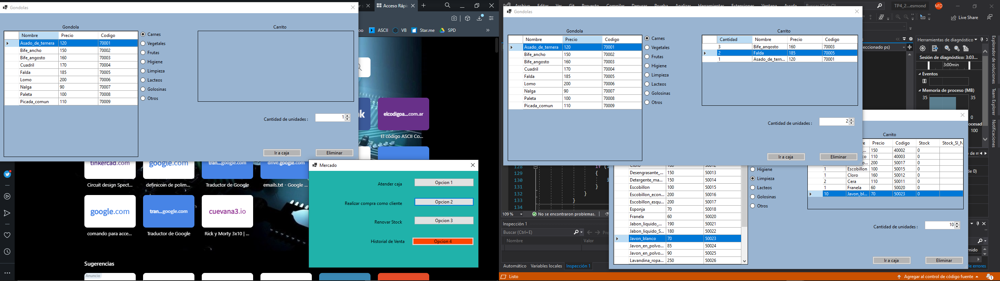 Gondolas
Gondola
Carrito
Nombre Precio Codigo
Asado_de_ternera 120 70001
Bife_ancho 150 70002
Bife_angosto 160 70003
Cuadril 170 70004
Falda 185 70005
Lomo 200 70006
Nalga 90 70007
Paleta 100 70008
Picada_comun 110 70009
Carnes
Vegetales
Frutas
Higiene
Limpieza
Lacteos
Golosinas
Otros
Cantidad de unidades : 1
Ir a caja Eliminar
Acceso Rápic
ASCII VB Star.me SPD
elcodigoa...com.ar
El código ASCII Co...
tinkercad.com google.com tran...google.com drive.google.com
Circuit design Spect... definicoin de polim... Traductor de Google emails.txt - Google ...
google.com tran...google.com cuevana3.io
comando para acce... Traductor de Google Rick y Morty 3x10 | ...
Sugerencias
Anuncio
Mercado
Atender caja Opcion 1
Realizar compra como cliente Opcion 2
Renovar Stock Opcion 3
Historial de Venta Opcion 4
Archivo Editar Ver Git Proyecto Compilar Depurar Prueba Analizar Herramientas Extensiones Ventana Ayuda Buscar (Ctrl+Q) TP4_2...esmond MD
Live Share
Gondolas
Gondola
Carrito
Nombre Precio Codigo
Asado_de_ternera 120 70001
Bife_ancho 150 70002
Bife_angosto 160 70003
Cuadril 170 70004
Falda 185 70005
Lomo 200 70006
Nalga 90 70007
Paleta 100 70008
Picada_comun 110 70009
Carnes
Vegetales
Frutas
Higiene
Limpieza
Lacteos
Golosinas
Otros
Cantidad Nombre Precio Codigo
3 Bife_angosto 160 70003
2 Falda 185 70005
1 Asado_de_tern... 120 70001
Cantidad de unidades : 2
Ir a caja Eliminar
eccionado ps)
Herramientas de diagnóstico
Sesión de diagnóstico: 3:03...
3:00min
Eventos
Memoria de proceso (MB)
35 35
0
100
Explorador de soluciones
Team Explorer
Notificaciones
128 if (i
129 {
130 i
131 }
132 }
133 }
134
109 % No se encontraron problemas.
Inspección 1
Buscar (Ctrl+E)
Nombre Valor
Automático Variables locales Inspección 1
Listo
Agregar al control de código fuente
1
Carrito
Precio Codigo Stock Stock_SI_N
150 40002 0
110 40003 0
200 50017 0
1 Escobillon 100 50015 0
1 Cloro 160 50012 0
2 Cera 110 50011 0
1 Franela 60 50020 0
10 Javon_bl... 70 50023 0
Desengrasante_... 150 50013
Detergente_ma... 150 50014
Escobillon 100 50015
Escobillon_econ... 200 50016
Escobillon_esqu... 200 50017
Esponja 70 50018
Franela 60 50020
Jabon_liquido_... 190 50021
Jabon_liquido_S... 180 50022
Javon_blanco 70 50023
Javon_en_polvo... 85 50024
Javon_en_polvo... 90 50025
Lavandina_ropa... 250 50026
Higiene
Limpieza
Lacteos
Golosinas
Otros
Cantidad de unidades : 10
Ir a caja Eliminar
de errores